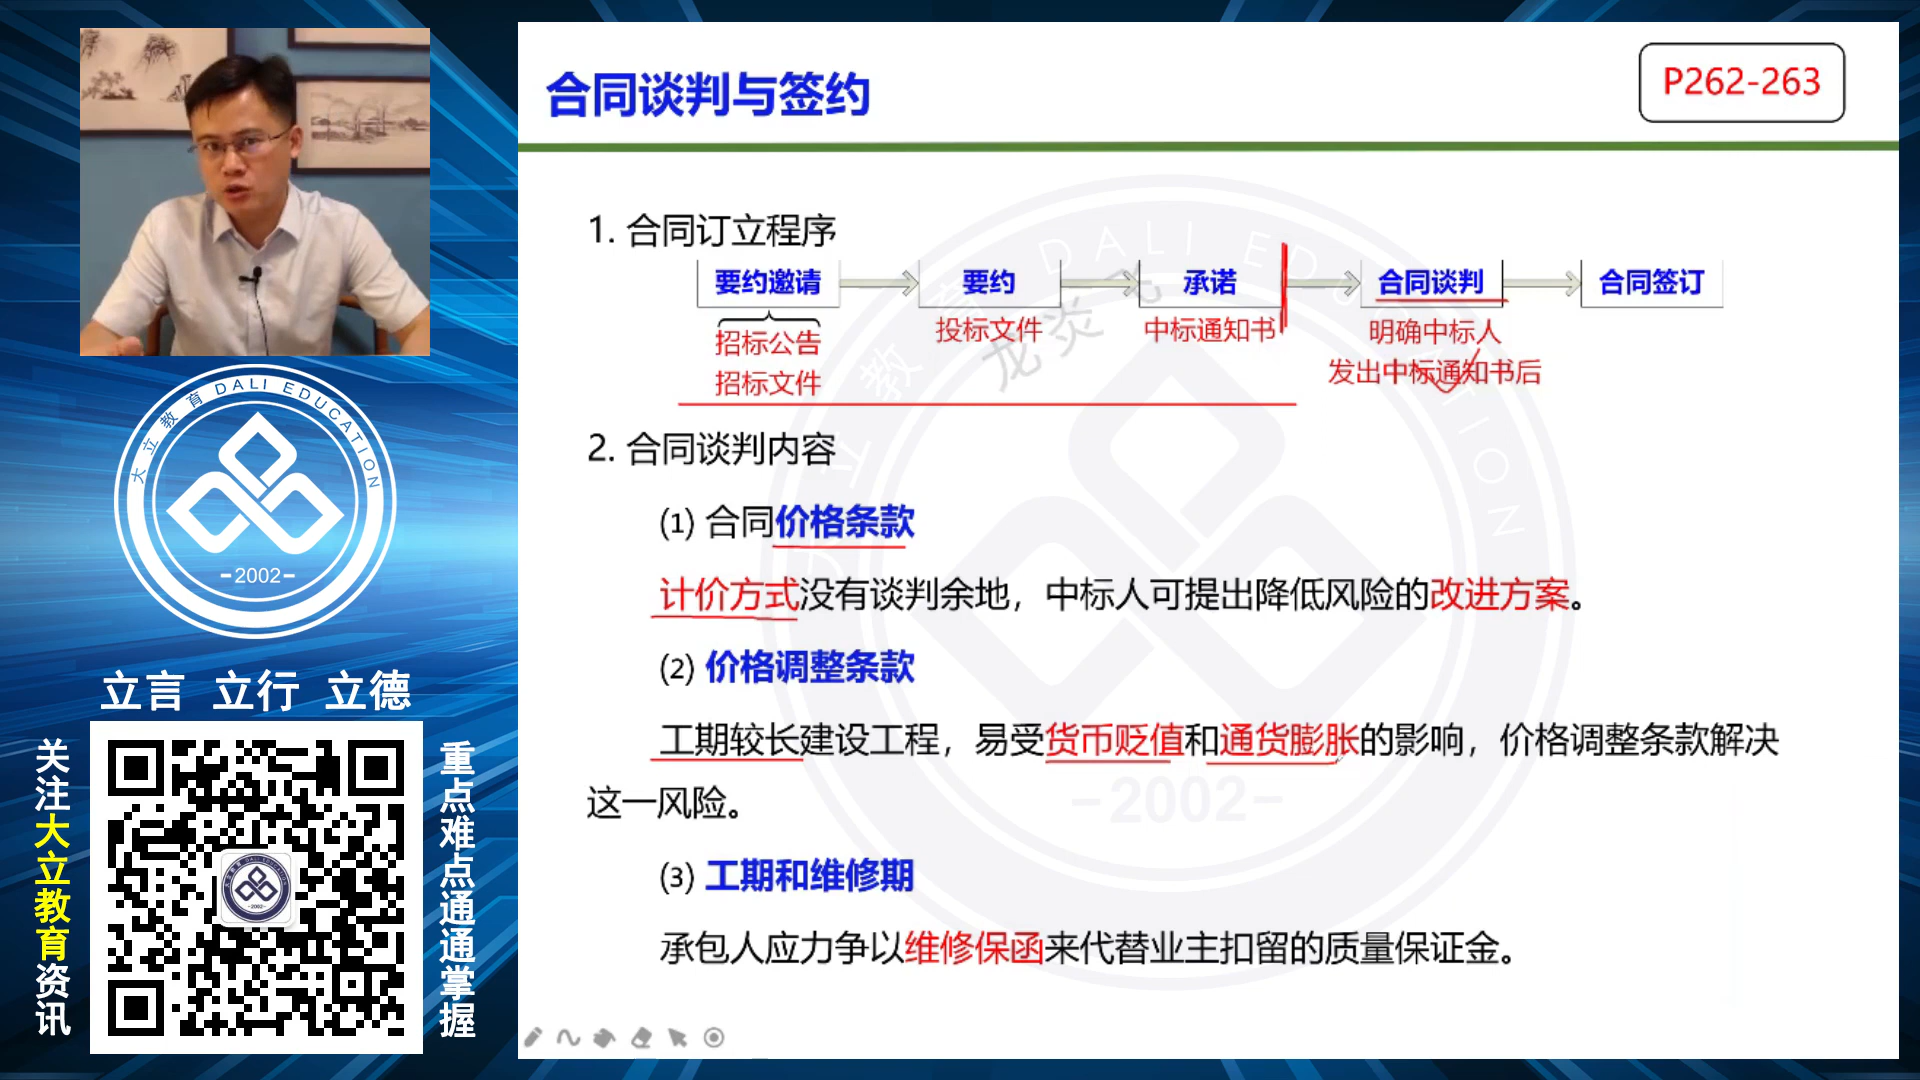 合同谈判与签约
P262-263
1. 合同订立程序
要约邀请
要约
承诺
合同谈判
合同签订
招标公告
招标文件
投标文件
中标通知书
明确中标人
发出中标通知书后
2. 合同谈判内容
(1) 合同价格条款
计价方式没有谈判余地，中标人可提出降低风险的改进方案。
(2) 价格调整条款
工期较长建设工程，易受货币贬值和通货膨胀的影响，价格调整条款解决
这一风险。
(3) 工期和维修期
承包人应力争以维修保函来代替业主扣留的质量保证金。
大立教育 DALI EDUCATION
2002
立言 立行 立德
关注大立教育资讯
重点难点通通掌握
大立教育 DALI EDUCATION
2002
龙炎飞